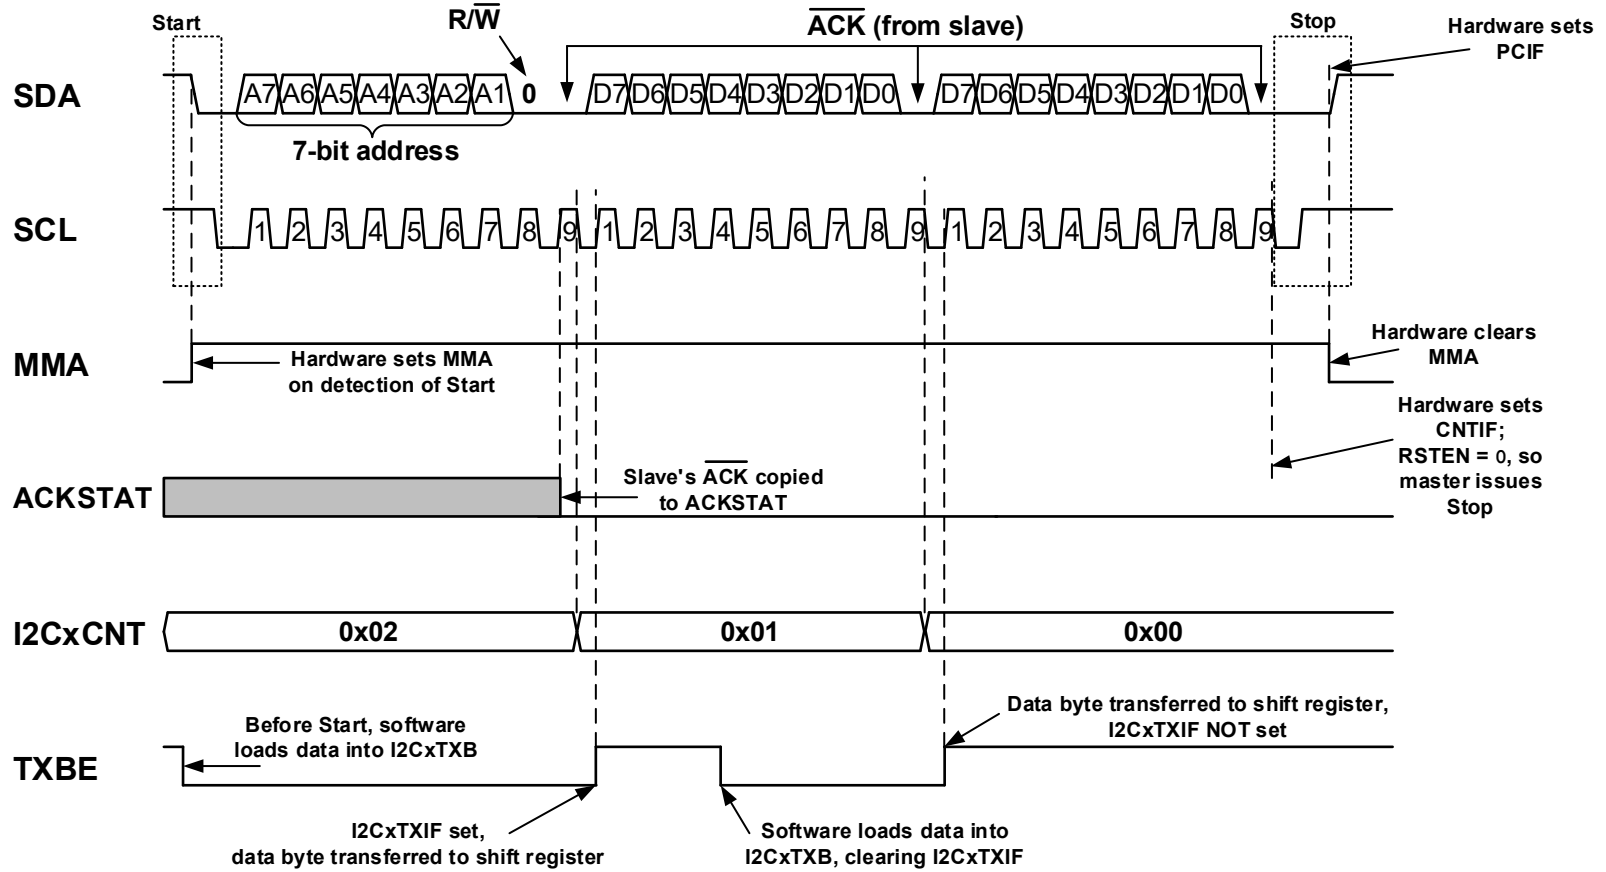 Start
R/W
ACK (from slave)
Stop
Hardware sets
PCIF
SDA
A7 A6 A5 A4 A3 A2 A1 0 D7 D6 D5 D4 D3 D2 D1 D0 D7 D6 D5 D4 D3 D2 D1 D0
7-bit address
SCL
1 2 3 4 5 6 7 8 9 1 2 3 4 5 6 7 8 9 1 2 3 4 5 6 7 8 9
MMA
Hardware sets MMA
on detection of Start
Hardware clears
MMA
Hardware sets
CNTIF;
RSTEN = 0, so
master issues
Stop
ACKSTAT
Slave's ACK copied
to ACKSTAT
I2CxCNT
0x02 0x01 0x00
TXBE
Before Start, software
loads data into I2CxTXB
Data byte transferred to shift register,
I2CxTXIF NOT set
I2CxTXIF set,
data byte transferred to shift register
Software loads data into
I2CxTXB, clearing I2CxTXIF